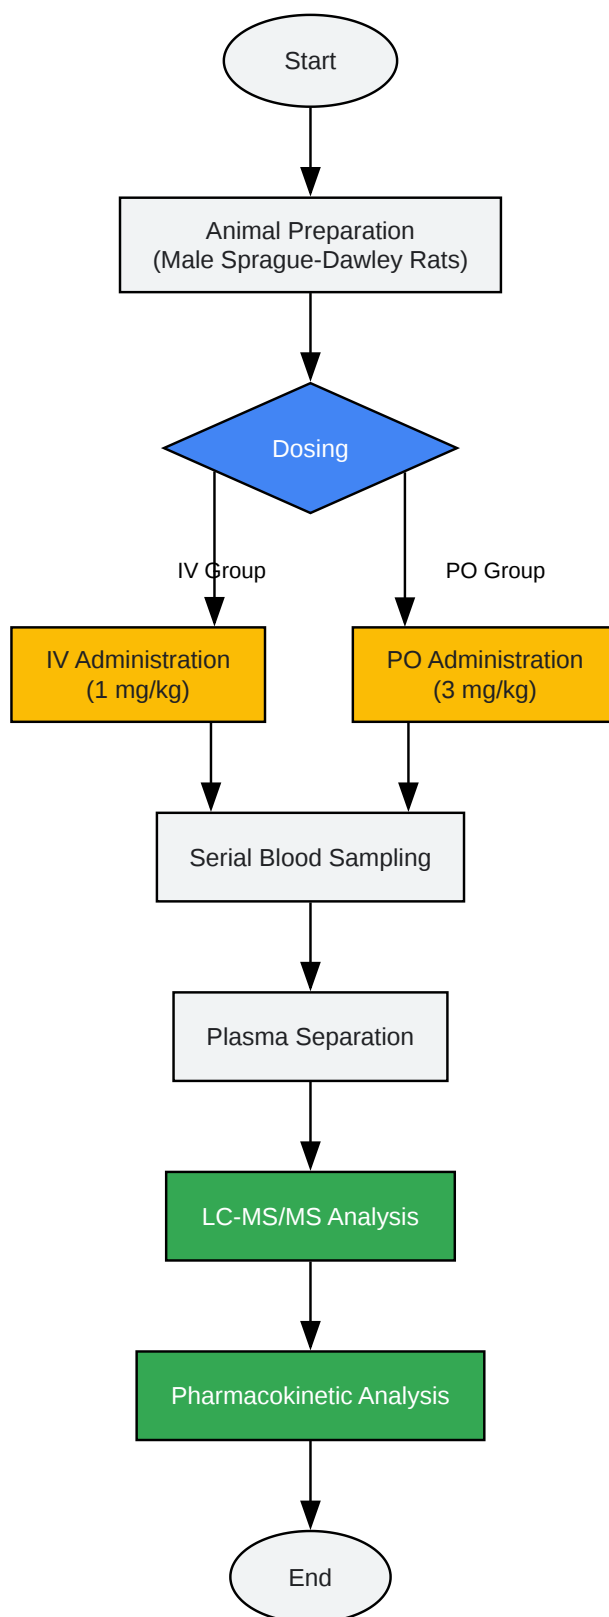 Start
Animal Preparation
(Male Sprague-Dawley Rats)
Dosing
IV Group
PO Group
IV Administration
(1 mg/kg)
PO Administration
(3 mg/kg)
Serial Blood Sampling
Plasma Separation
LC-MS/MS Analysis
Pharmacokinetic Analysis
End